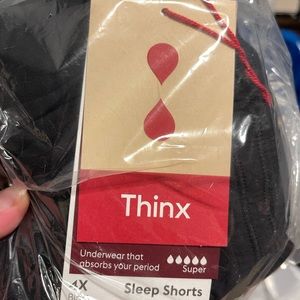 Thinx
Underwear that
absorbs your period
Super
4X
Sleep Shorts